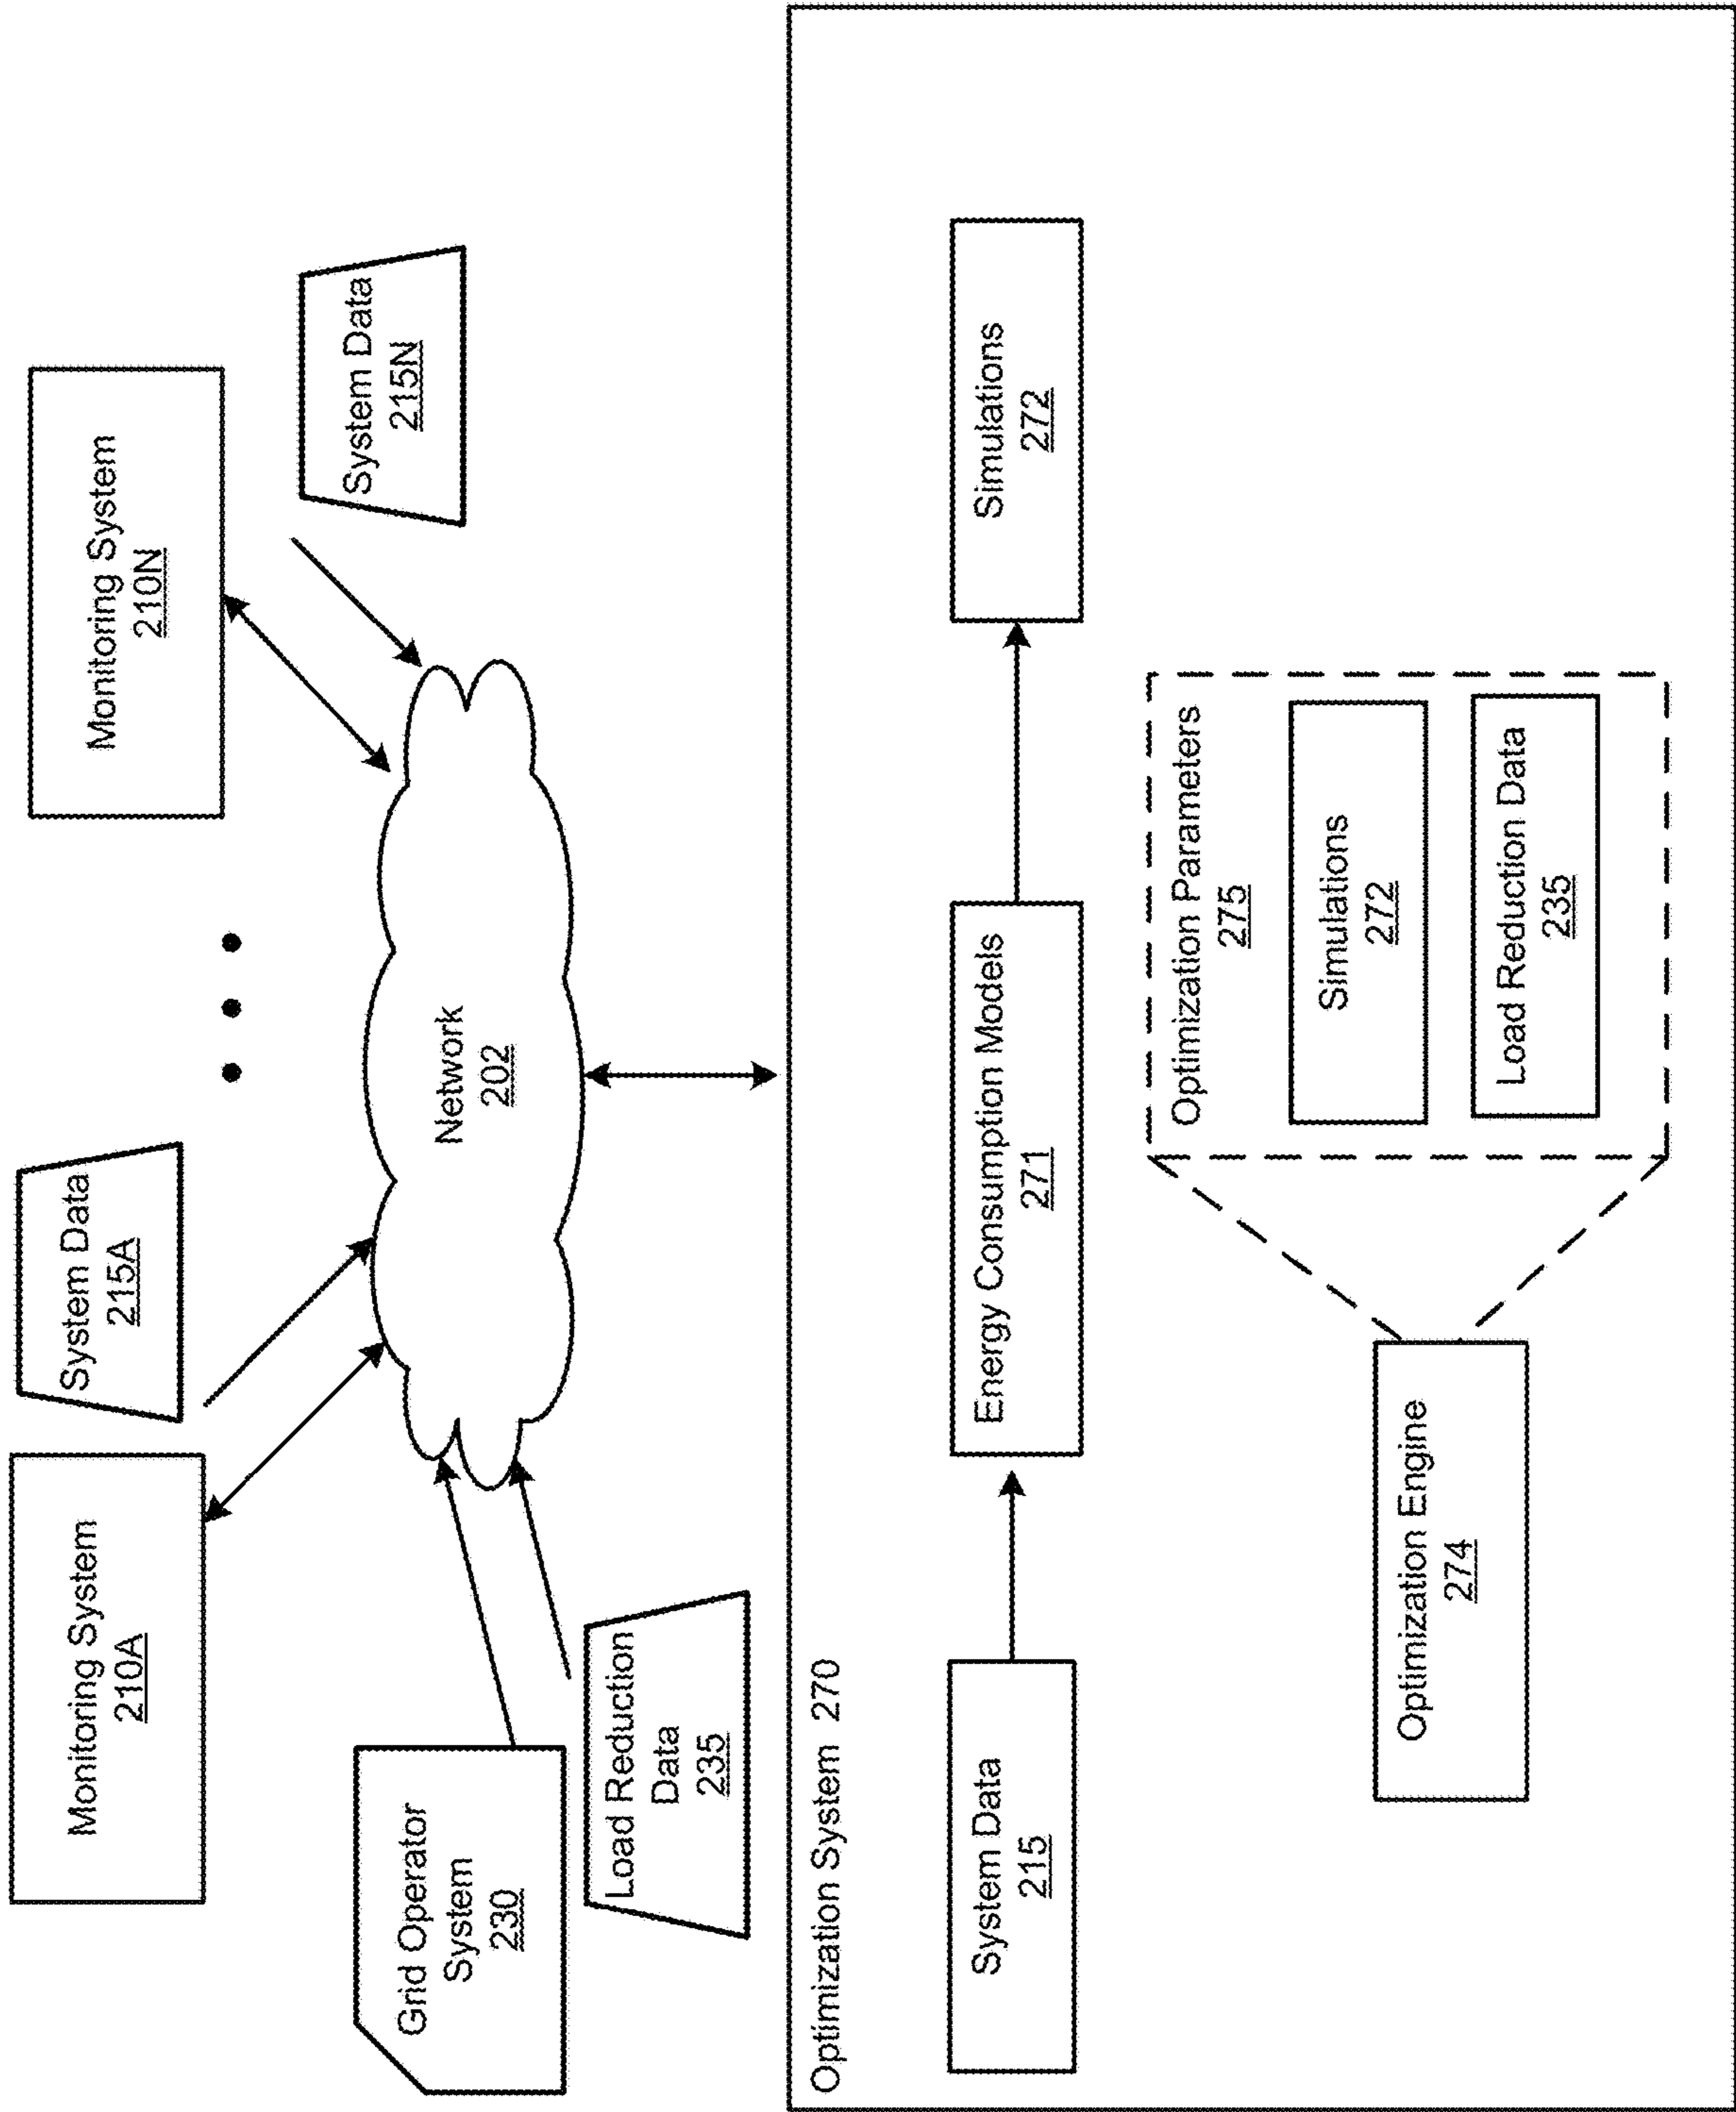 Monitoring System
210A
System Data
215A
Monitoring System
210N
System Data
215N
Grid Operator
System
230
Load Reduction
Data
235
Network
202
Optimization System 270
System Data
215
Energy Consumption Models
271
Simulations
272
Optimization Engine
274
Optimization Parameters
275
Simulations
272
Load Reduction Data
235